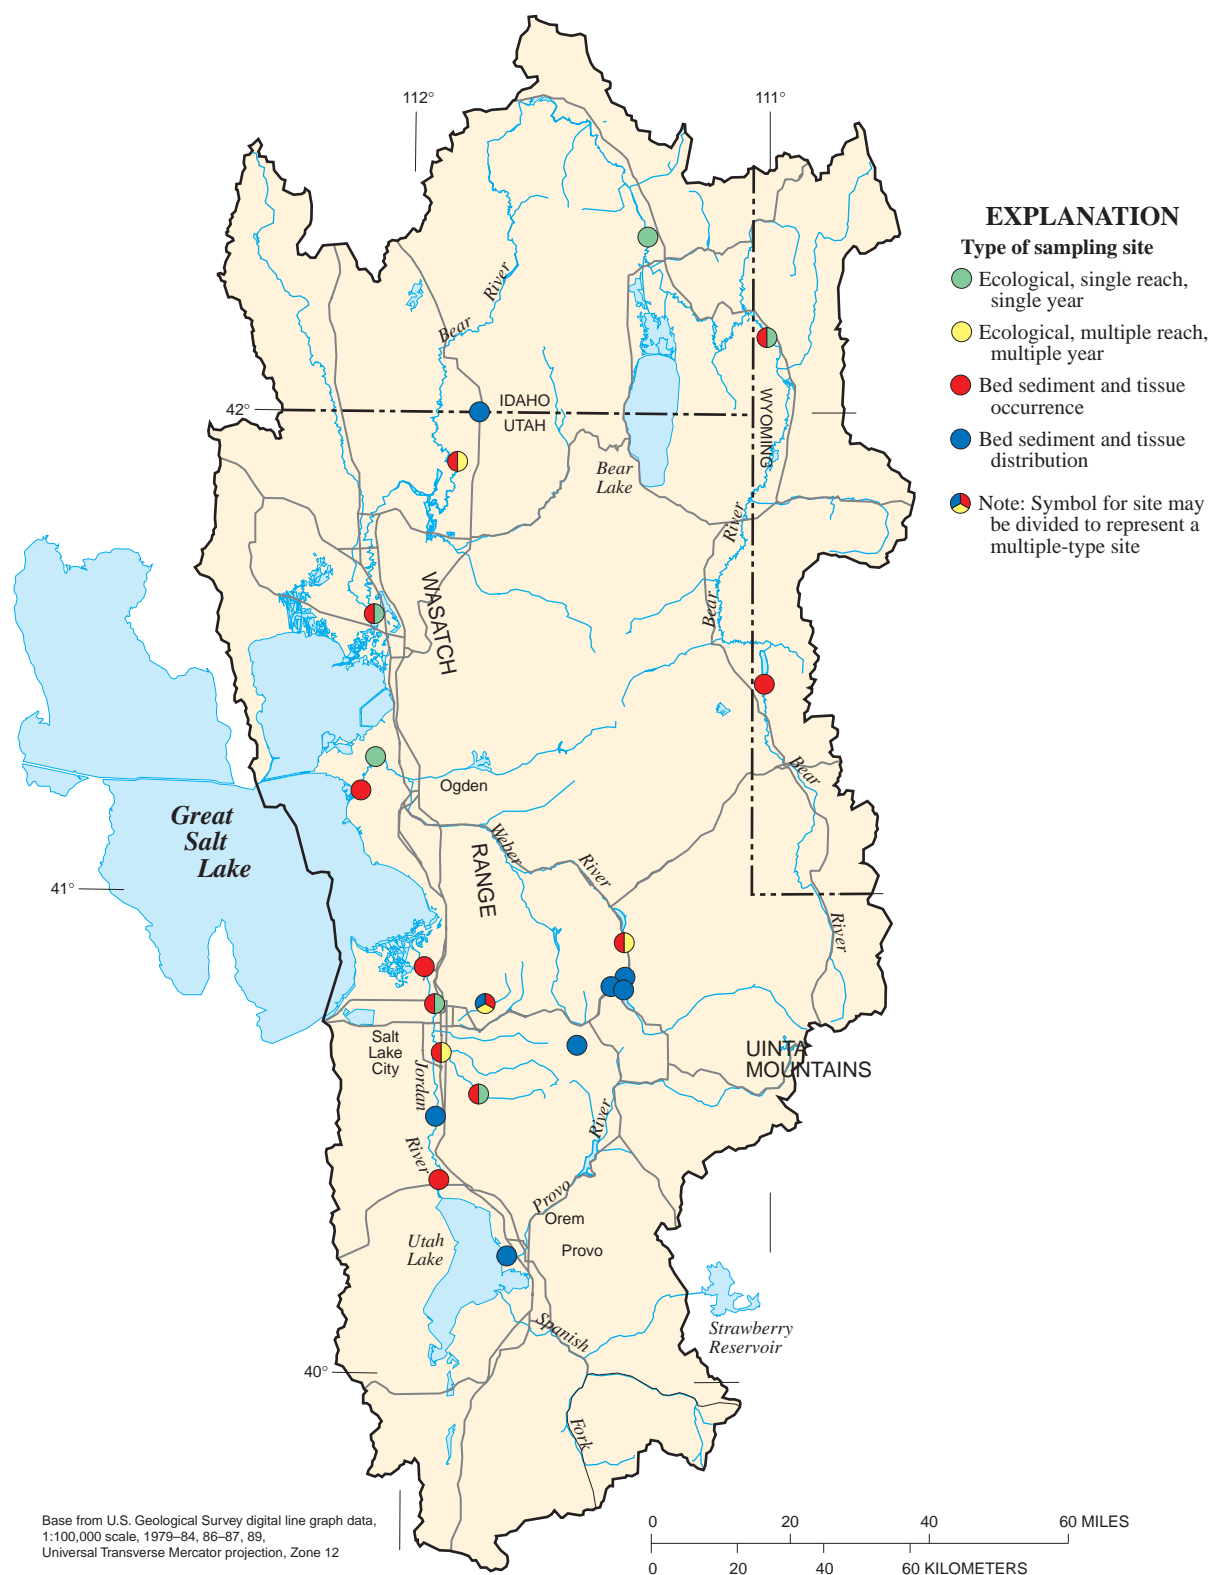 112°
111°
EXPLANATION
Type of sampling site
Ecological, single reach,
single year
Ecological, multiple reach,
multiple year
Bed sediment and tissue
occurrence
Bed sediment and tissue
distribution
Note: Symbol for site may
be divided to represent a
multiple-type site
Bear
River
42°
IDAHO
UTAH
WYOMING
Bear
Lake
River
Bear
WASATCH
Bear
River
Ogden
Great
Salt
Lake
41°
Weber
River
RANGE
Salt
Lake
City
UINTA
MOUNTAINS
Jordan
River
River
Provo
Orem
Provo
Utah
Lake
Strawberry
Reservoir
Spanish
Fork
40°
Base from U.S. Geological Survey digital line graph data,
1:100,000 scale, 1979–84, 86–87, 89,
Universal Transverse Mercator projection, Zone 12
0 20 40 60 MILES
0 20 40 60 KILOMETERS